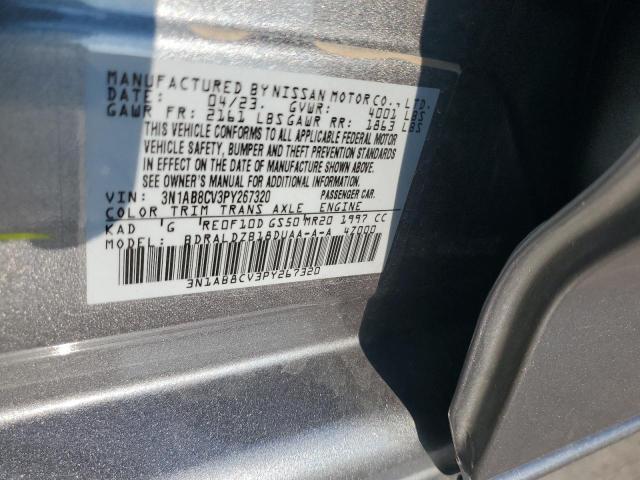 MANUFACTURED BY NISSAN MOTOR CO., LTD.
DATE: 04/23. GVWR: 4001 LBS
GAWR FR: 2161 LBS GAWR RR: 1863 LBS
THIS VEHICLE CONFORMS TO ALL APPLICABLE FEDERAL MOTOR
VEHICLE SAFETY, BUMPER AND THEFT PREVENTION STANDARDS
IN EFFECT ON THE DATE OF MANUFACTURE SHOWN ABOVE.
SEE OWNER'S MANUAL FOR ADDITIONAL INFORMATION.
VIN: 3N1AB8CV3PY267320 PASSENGER CAR.
COLOR TRIM TRANS AXLE ENGINE
KAD G RE0F10D GS50 MR20 1997 CC
MODEL: BDRALDZB18DUAA-A-A 47000
3N1AB8CV3PY267320